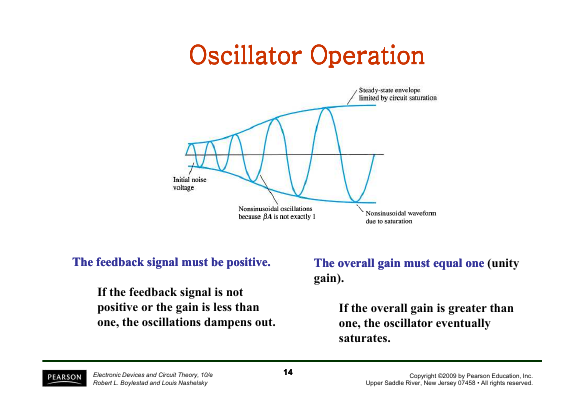 Oscillator Operation
Steady-state envelope
limited by circuit saturation
Initial noise
voltage
Nonsinusoidal oscillations
because βA is not exactly 1
Nonsinusoidal waveform
due to saturation
The feedback signal must be positive.
If the feedback signal is not
positive or the gain is less than
one, the oscillations dampens out.
The overall gain must equal one (unity
gain).
If the overall gain is greater than
one, the oscillator eventually
saturates.
PEARSON
Electronic Devices and Circuit Theory, 10/e
Robert L. Boylestad and Louis Nashelsky
14
Copyright ©2009 by Pearson Education, Inc.
Upper Saddle River, New Jersey 07458 • All rights reserved.